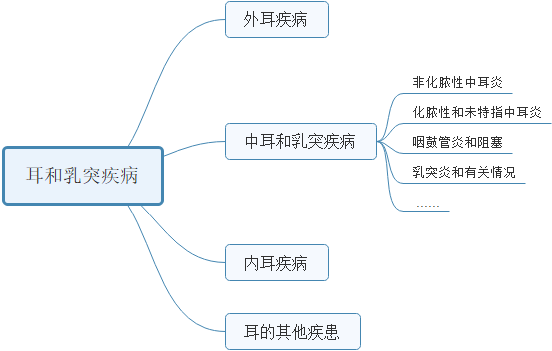 耳和乳突疾病
外耳疾病
中耳和乳突疾病
非化脓性中耳炎
化脓性和未特指中耳炎
咽鼓管炎和阻塞
乳突炎和有关情况
……
内耳疾病
耳的其他疾患